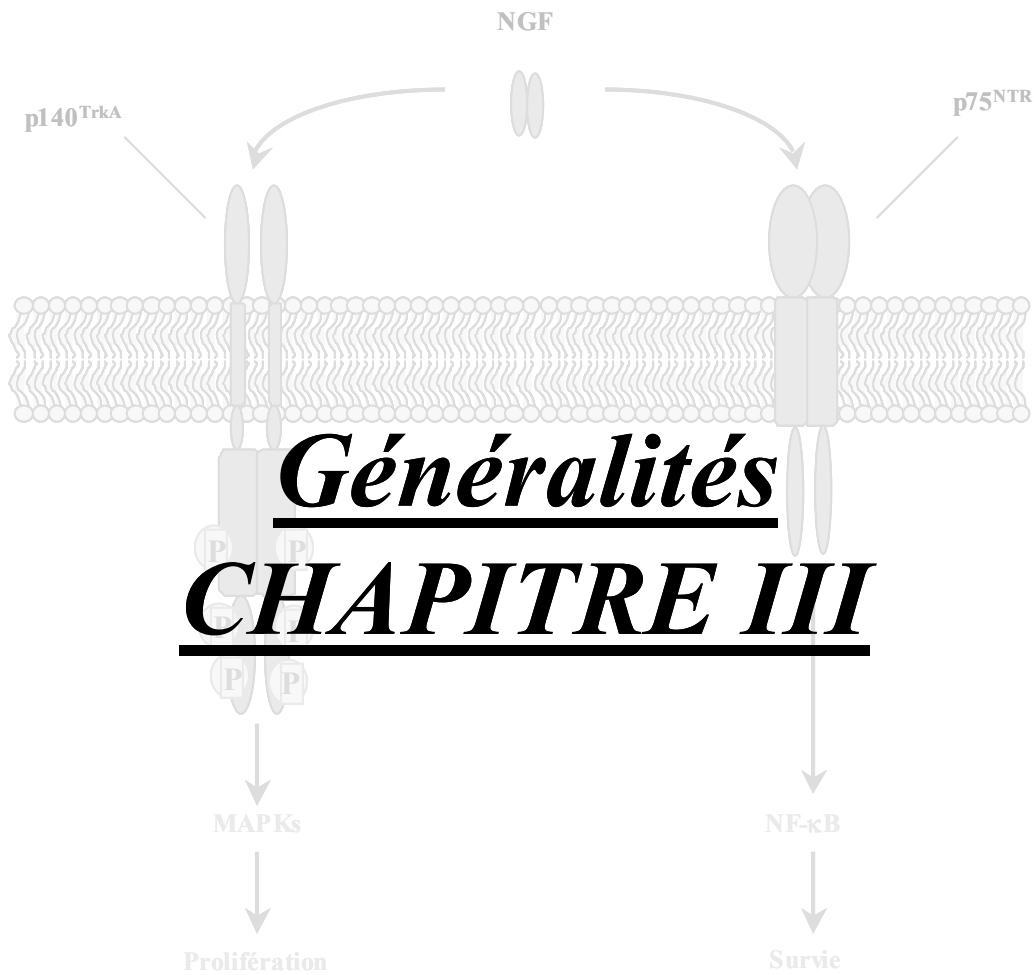 NGF
p140TrkA
p75NTR
Généralités
P P
CHAPITRE III
P P
P P
MAPKs
NF-κB
Prolifération
Survie